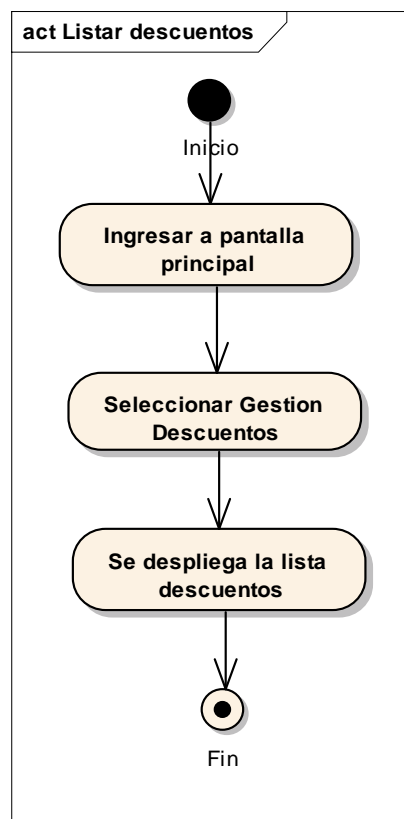 act Listar descuentos
Inicio
Ingresar a pantalla
principal
Seleccionar Gestion
Descuentos
Se despliega la lista
descuentos
Fin